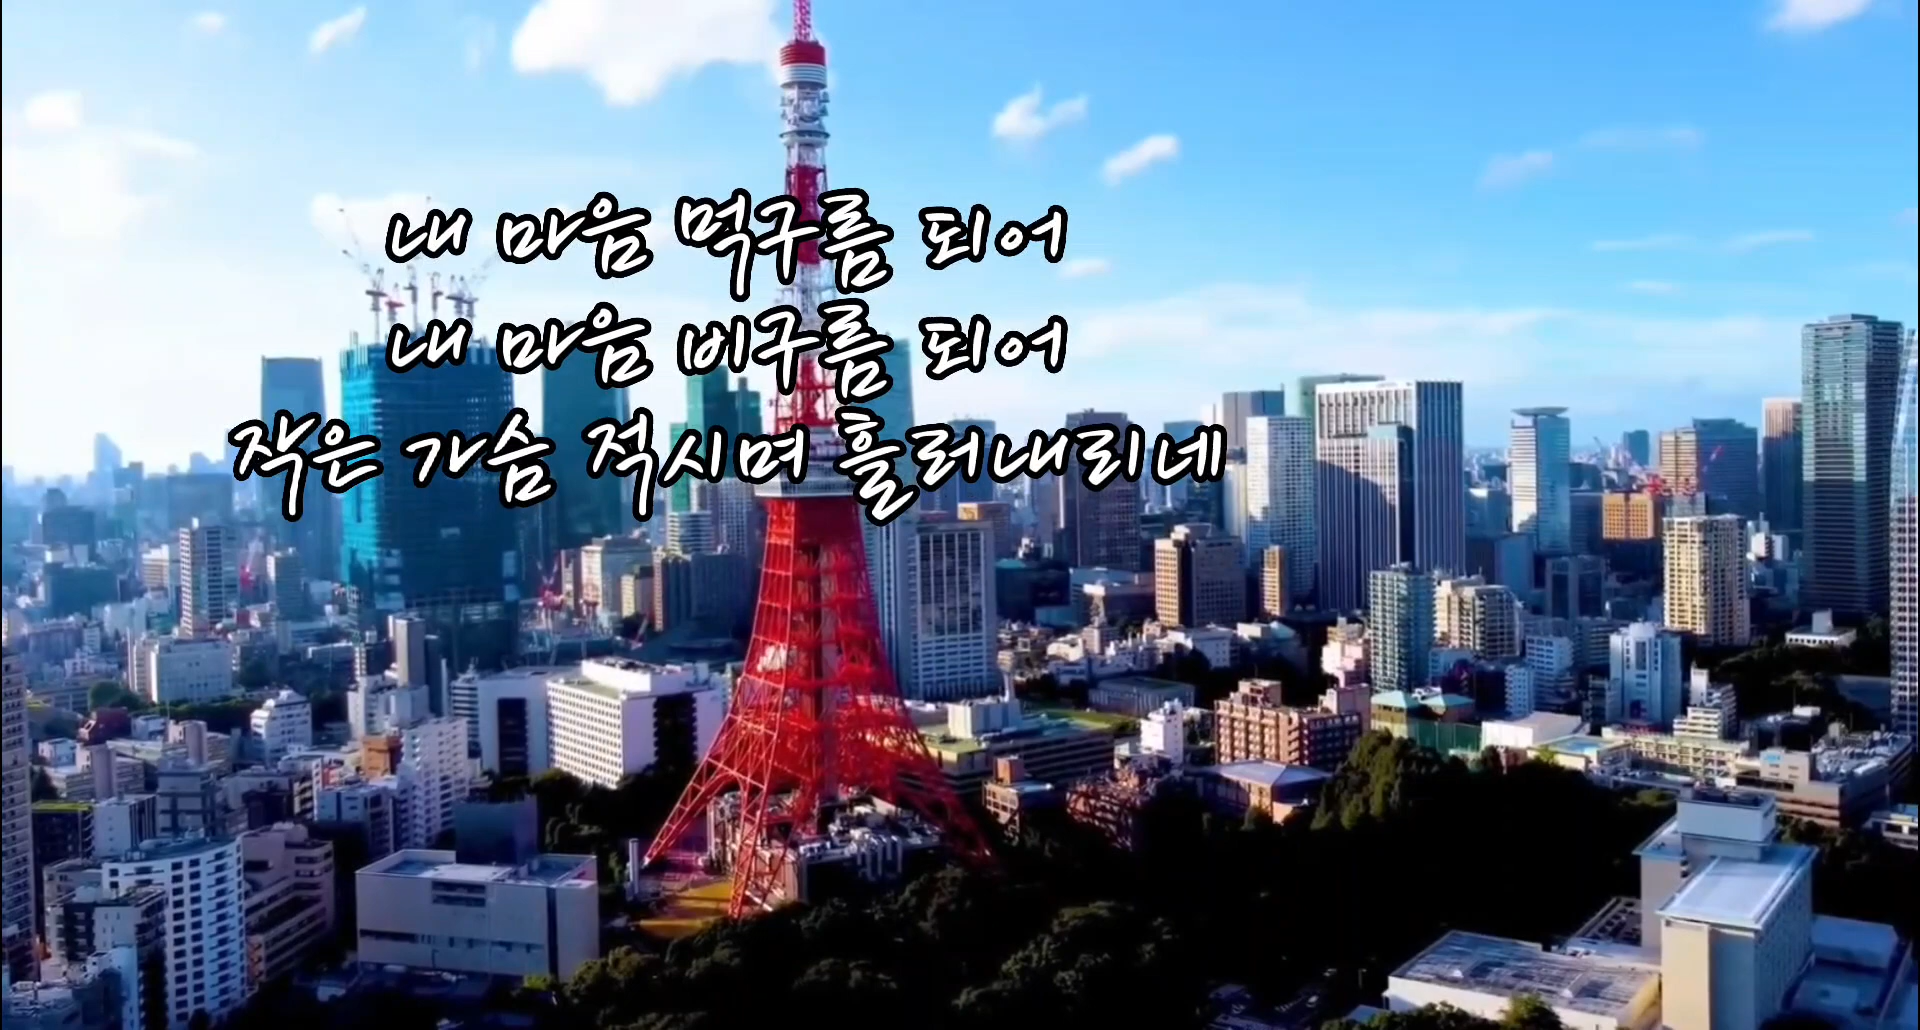 내 마음 먹구름 되어
내 마음 비구름 되어
작은 가슴 적시며 흘러내리네